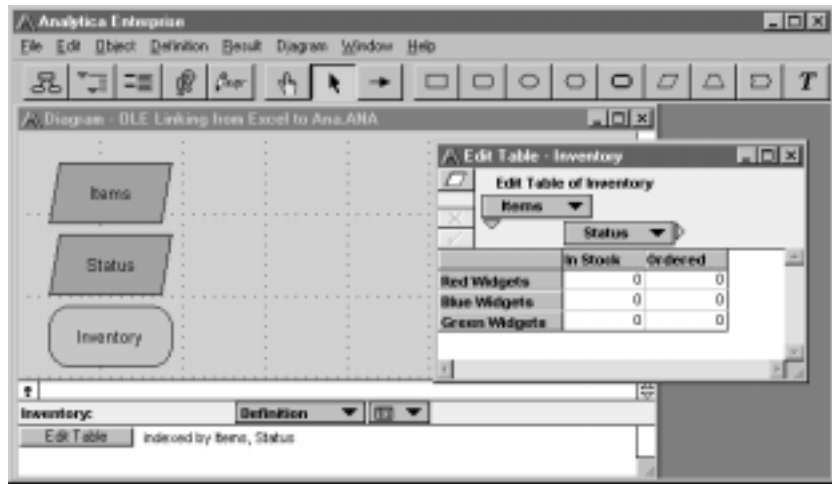 Analytica Enterprise
File Edit Object Definition Result Diagram Window Help
T
Diagram - OLE Linking from Excel to Ana.ANA
Items
Status
Inventory
Edit Table - Inventory
Edit Table of Inventory
Items
Status
In Stock Ordered
Red Widgets 0 0
Blue Widgets 0 0
Green Widgets 0 0
Inventory: Definition
Edit Table indexed by Items, Status